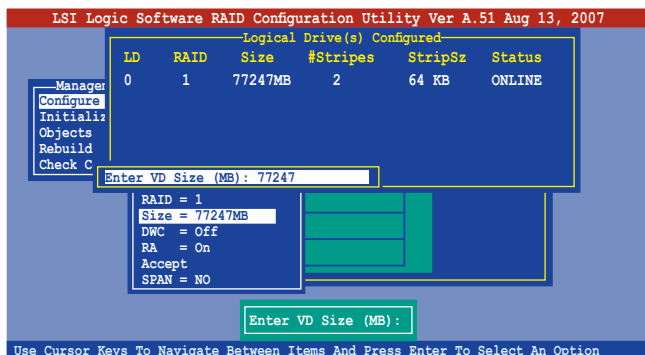 LSI Logic Software RAID Configuration Utility Ver A.51 Aug 13, 2007
Logical Drive(s) Configured
LD RAID Size #Stripes StripSz Status
0 1 77247MB 2 64 KB ONLINE
Manage
Configure
Initializ
Objects
Rebuild
Check C
Enter VD Size (MB): 77247
RAID = 1
Size = 77247MB
DWC = Off
RA = On
Accept
SPAN = NO
Enter VD Size (MB):
Use Cursor Keys To Navigate Between Items And Press Enter To Select An Option